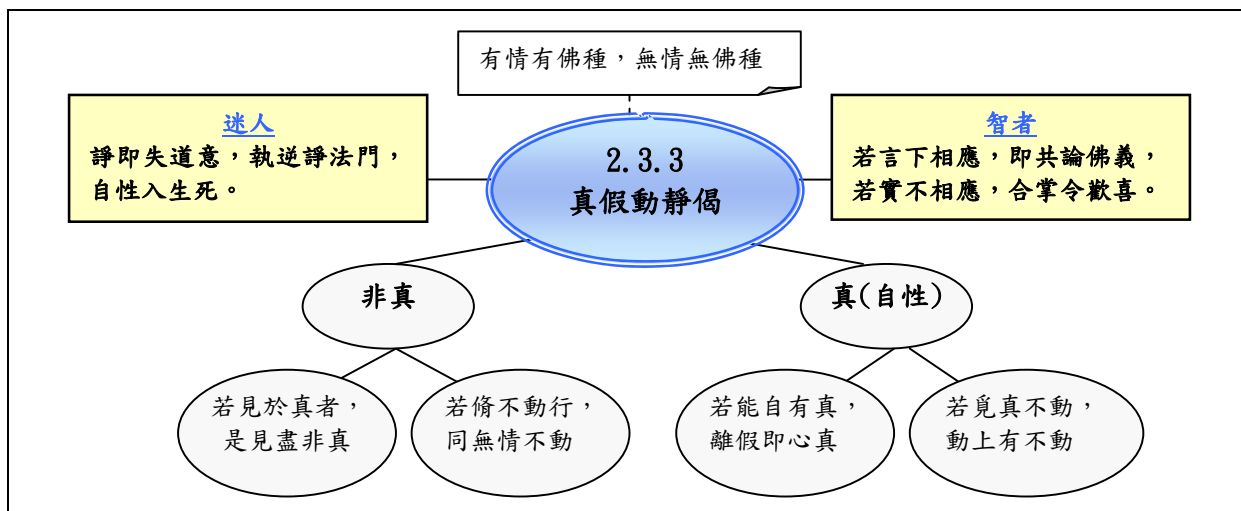 有情有佛種，無情無佛種
迷人
諍即失道意，執逆諍法門，
自性入生死。
2.3.3
真假動靜偈
智者
若言下相應，即共論佛義，
若實不相應，合掌令歡喜。
非真
真(自性)
若見於真者，
是見盡非真
若脩不動行，
同無情不動
若能自有真，
離假即心真
若覓真不動，
動上有不動